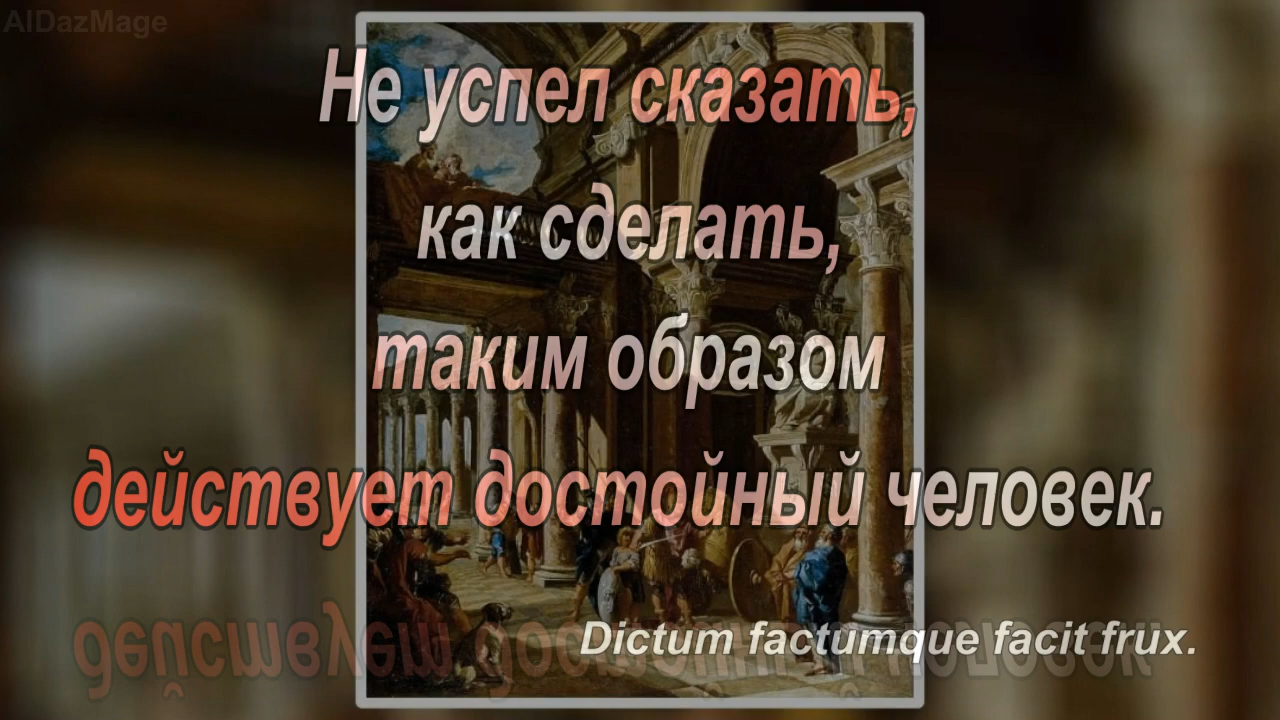 AlDazMage
Не успел сказать,
как сделать,
таким образом
действует достойный человек.
Dictum factumque facit frux.